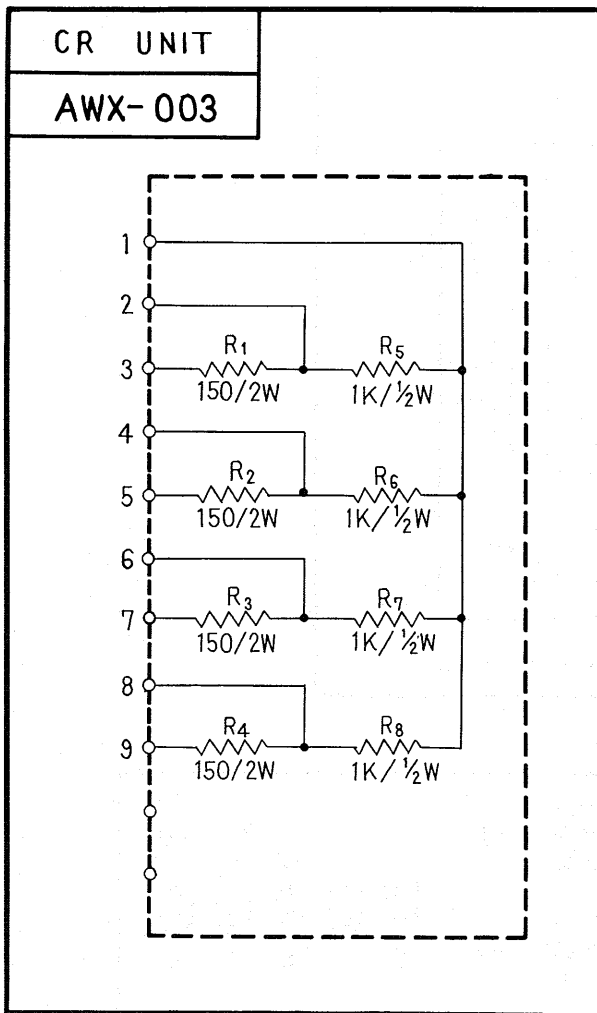 CR UNIT
AWX-003
1
2
3 R1 R5
150/2W 1K/½W
4
5 R2 R6
150/2W 1K/½W
6
7 R3 R7
150/2W 1K/½W
8
9 R4 R8
150/2W 1K/½W